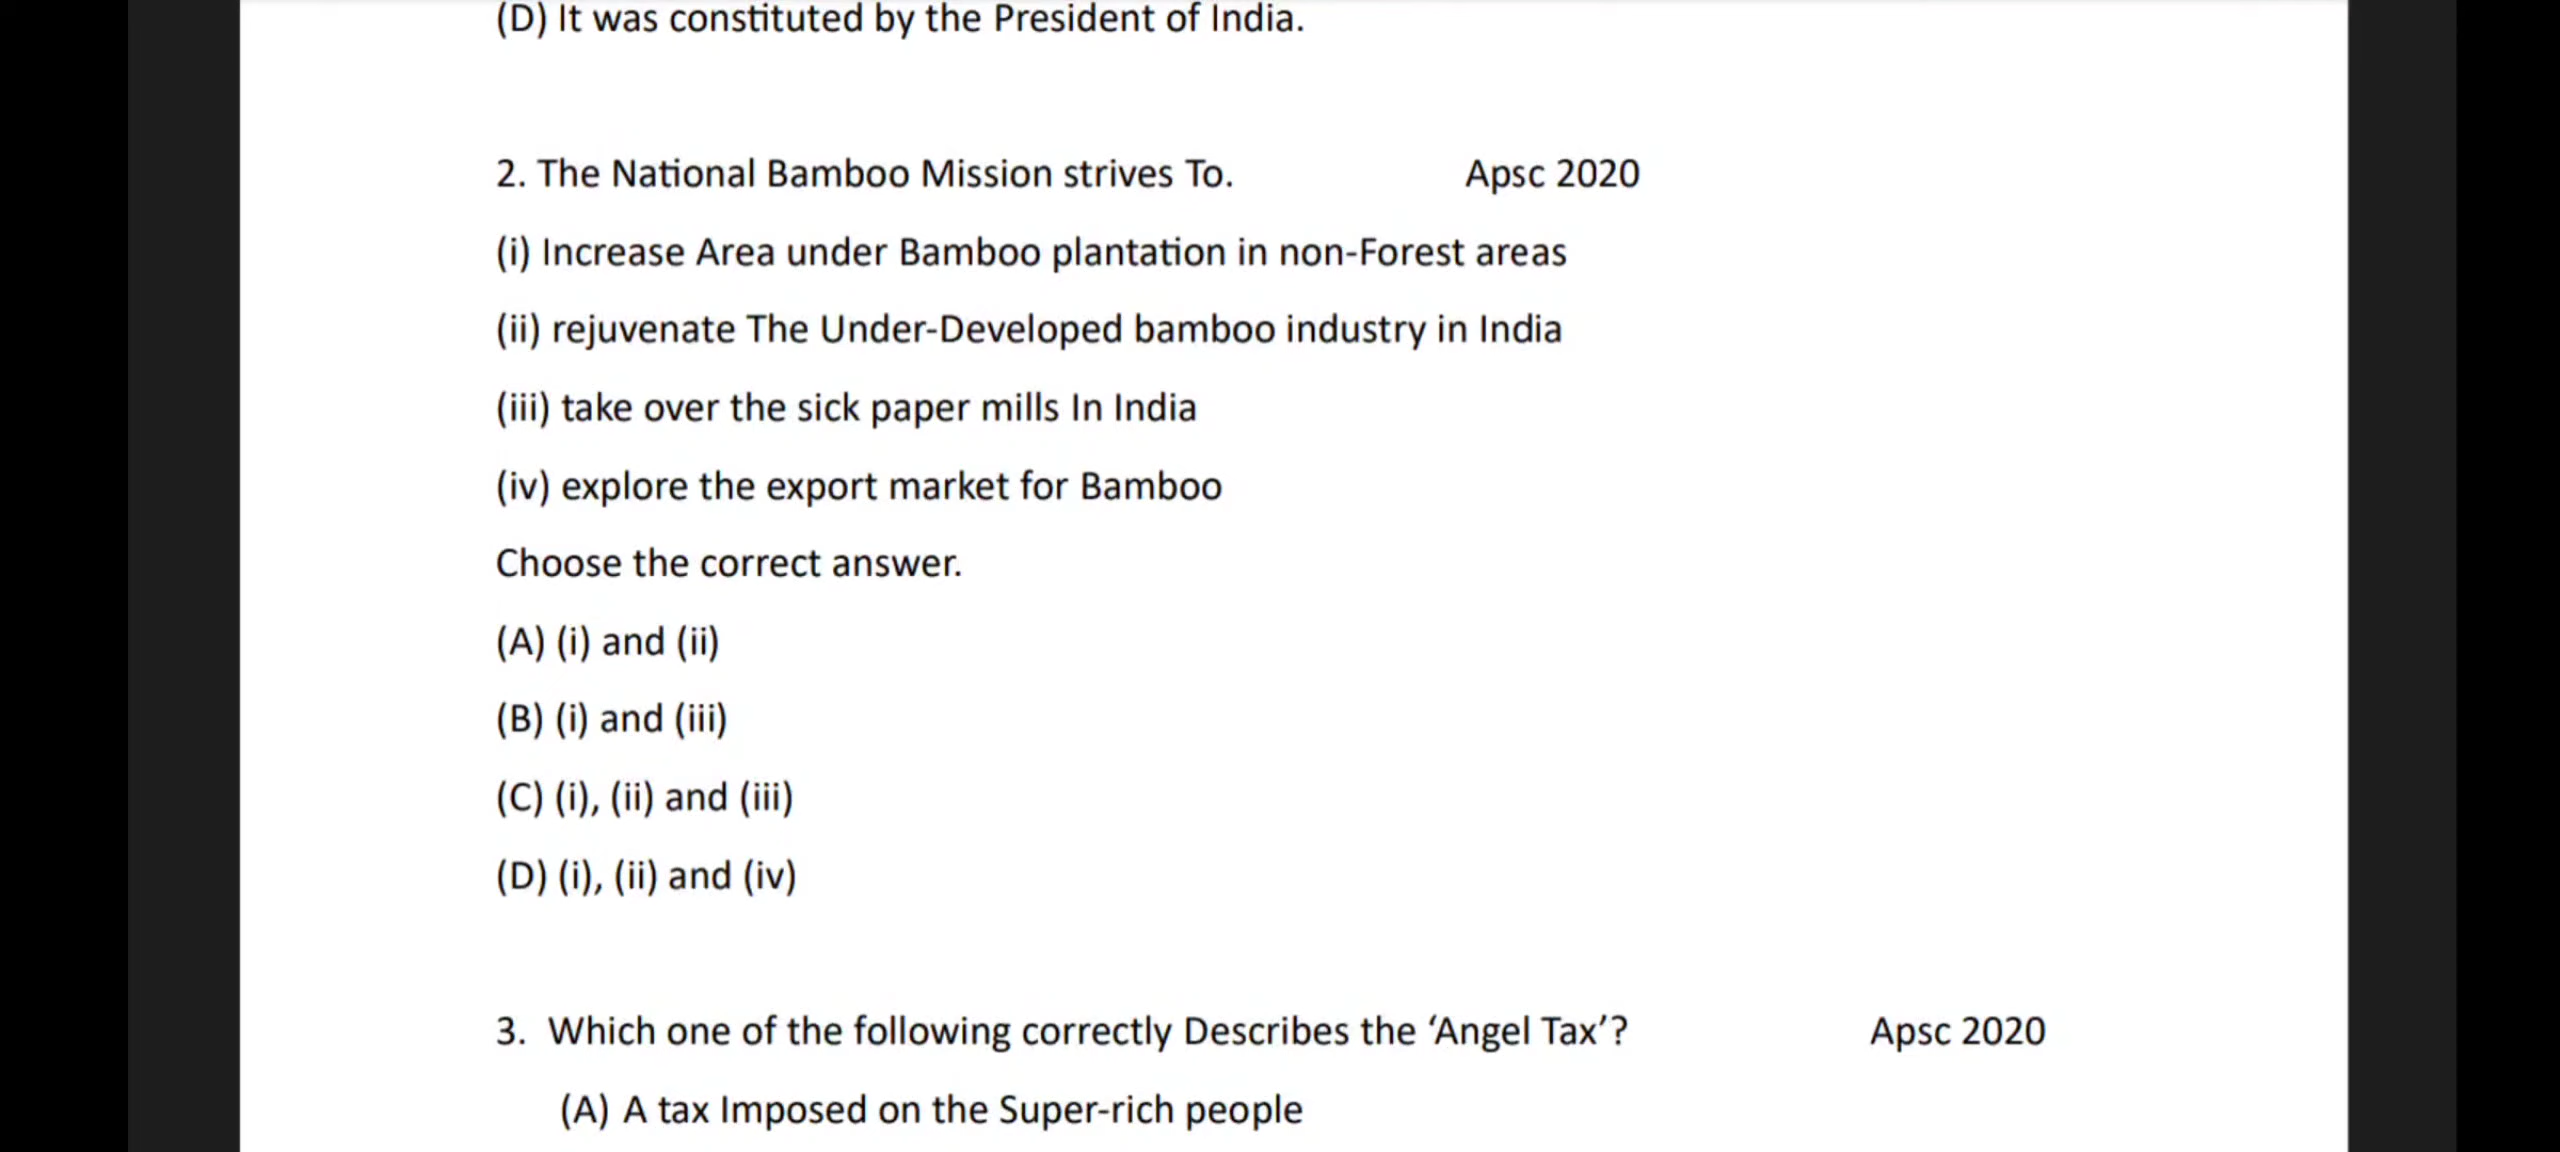 (D) It was constituted by the President of India.
2. The National Bamboo Mission strives To. Apsc 2020
(i) Increase Area under Bamboo plantation in non-Forest areas
(ii) rejuvenate The Under-Developed bamboo industry in India
(iii) take over the sick paper mills In India
(iv) explore the export market for Bamboo
Choose the correct answer.
(A) (i) and (ii)
(B) (i) and (iii)
(C) (i), (ii) and (iii)
(D) (i), (ii) and (iv)
3. Which one of the following correctly Describes the ‘Angel Tax’? Apsc 2020
(A) A tax Imposed on the Super-rich people